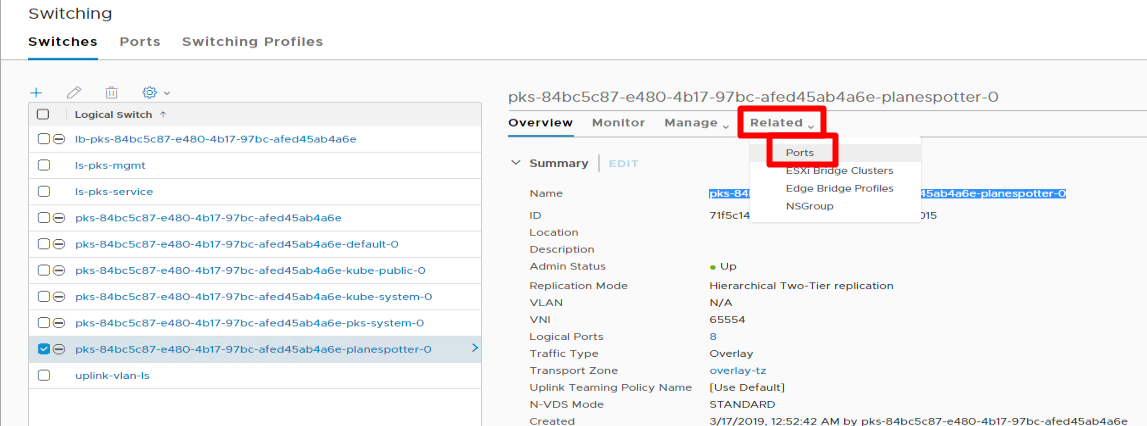 Switching
Switches Ports Switching Profiles
Logical Switch
lb-pks-84bc5c87-e480-4b17-97bc-afed45ab4a6e
ls-pks-mgmt
ls-pks-service
pks-84bc5c87-e480-4b17-97bc-afed45ab4a6e
pks-84bc5c87-e480-4b17-97bc-afed45ab4a6e-default-0
pks-84bc5c87-e480-4b17-97bc-afed45ab4a6e-kube-public-0
pks-84bc5c87-e480-4b17-97bc-afed45ab4a6e-kube-system-0
pks-84bc5c87-e480-4b17-97bc-afed45ab4a6e-pks-system-0
pks-84bc5c87-e480-4b17-97bc-afed45ab4a6e-planespotter-0
uplink-vlan-ls
pks-84bc5c87-e480-4b17-97bc-afed45ab4a6e-planespotter-0
Overview Monitor Manage Related
Ports
ESXi Bridge Clusters
Edge Bridge Profiles
NSGroup
Summary EDIT
Name pks-84 45ab4a6e-planespotter-0
ID 71f5c14 015
Location
Description
Admin Status Up
Replication Mode Hierarchical Two-Tier replication
VLAN N/A
VNI 65554
Logical Ports 8
Traffic Type Overlay
Transport Zone overlay-tz
Uplink Teaming Policy Name [Use Default]
N-VDS Mode STANDARD
Created 3/17/2019, 12:52:42 AM by pks-84bc5c87-e480-4b17-97bc-afed45ab4a6e